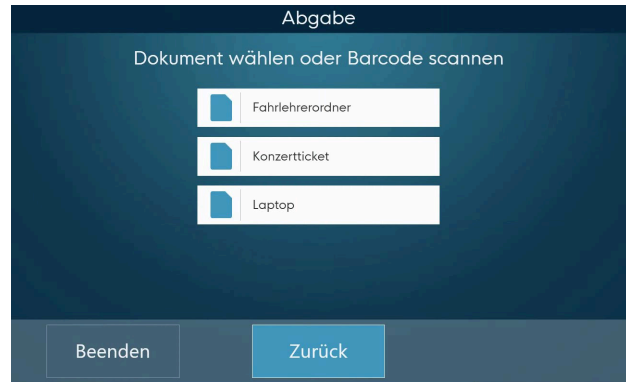 Abgabe
Dokument wählen oder Barcode scannen
Fahrlehrerordner
Konzertticket
Laptop
Beenden
Zurück